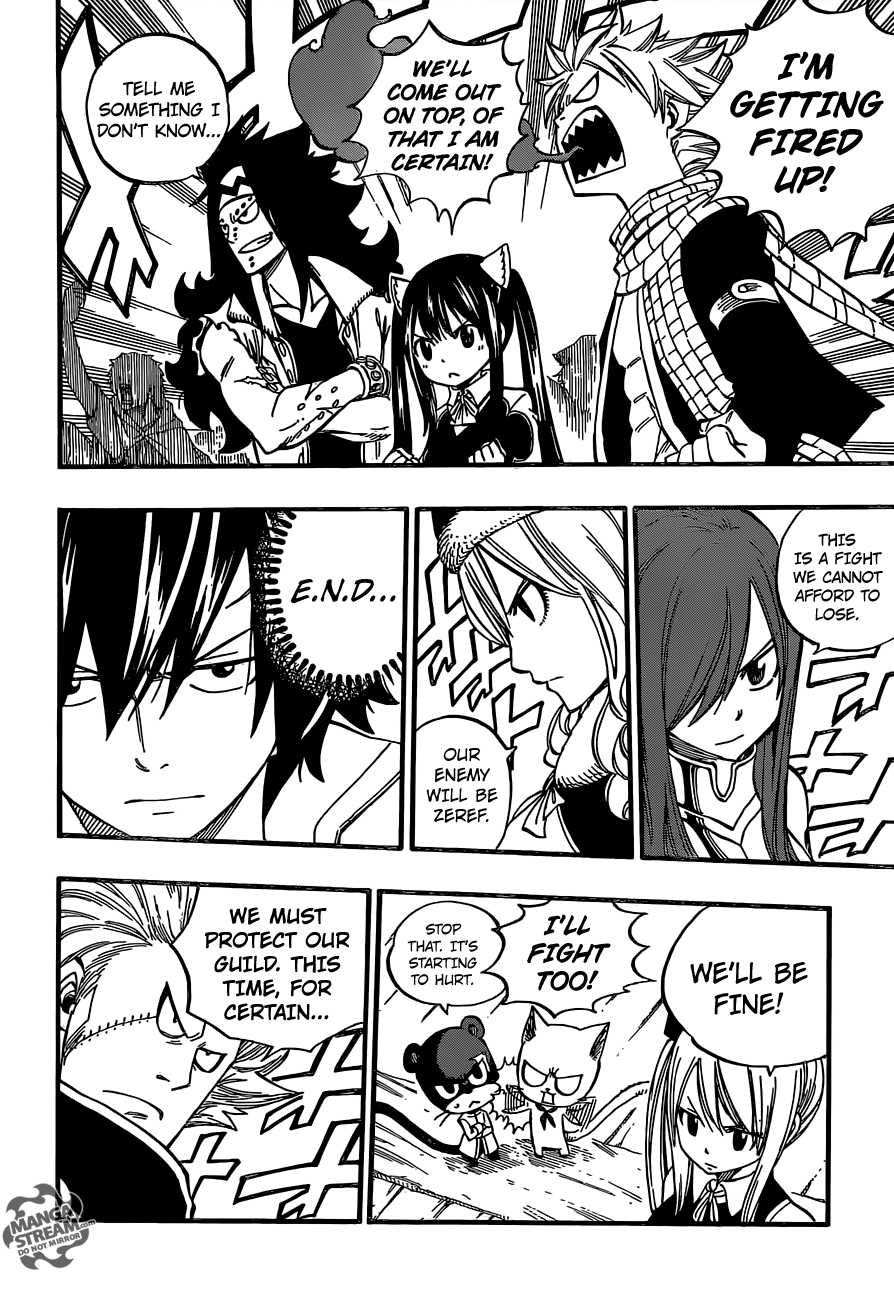 I'M
GETTING
FIRED
UP!
WE'LL
COME OUT
ON TOP, OF
THAT I AM
CERTAIN!
TELL ME
SOMETHING I
DON'T KNOW...
THIS
IS A FIGHT
WE CANNOT
AFFORD TO
LOSE.
OUR
ENEMY
WILL BE
ZEREF.
E.N.D...
WE'LL BE
FINE!
I'LL
FIGHT
TOO!
STOP
THAT. IT'S
STARTING
TO HURT.
WE MUST
PROTECT OUR
GUILD. THIS
TIME, FOR
CERTAIN...
MANGA
STREAM.com
DO NOT MIRROR